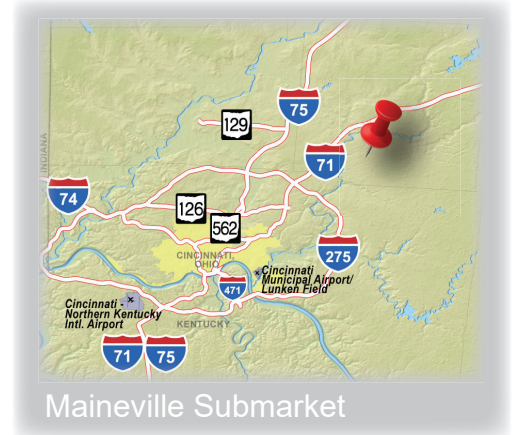 75
129
71
INDIANA
74
126
562
CINCINNATI,
OHIO
275
Cincinnati
Municipal Airport/
Lunken Field
471
Cincinnati -
Northern Kentucky
Intl. Airport
KENTUCKY
71
75
Maineville Submarket